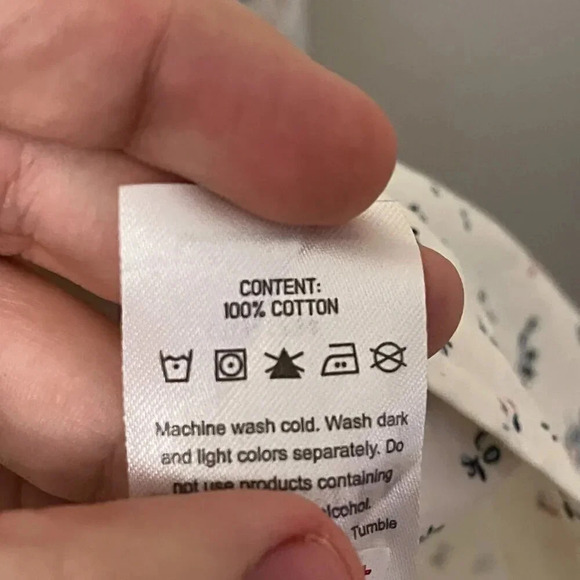 CONTENT:
100% COTTON
Machine wash cold. Wash dark
and light colors separately. Do
not use products containing
alcohol.
Tumble